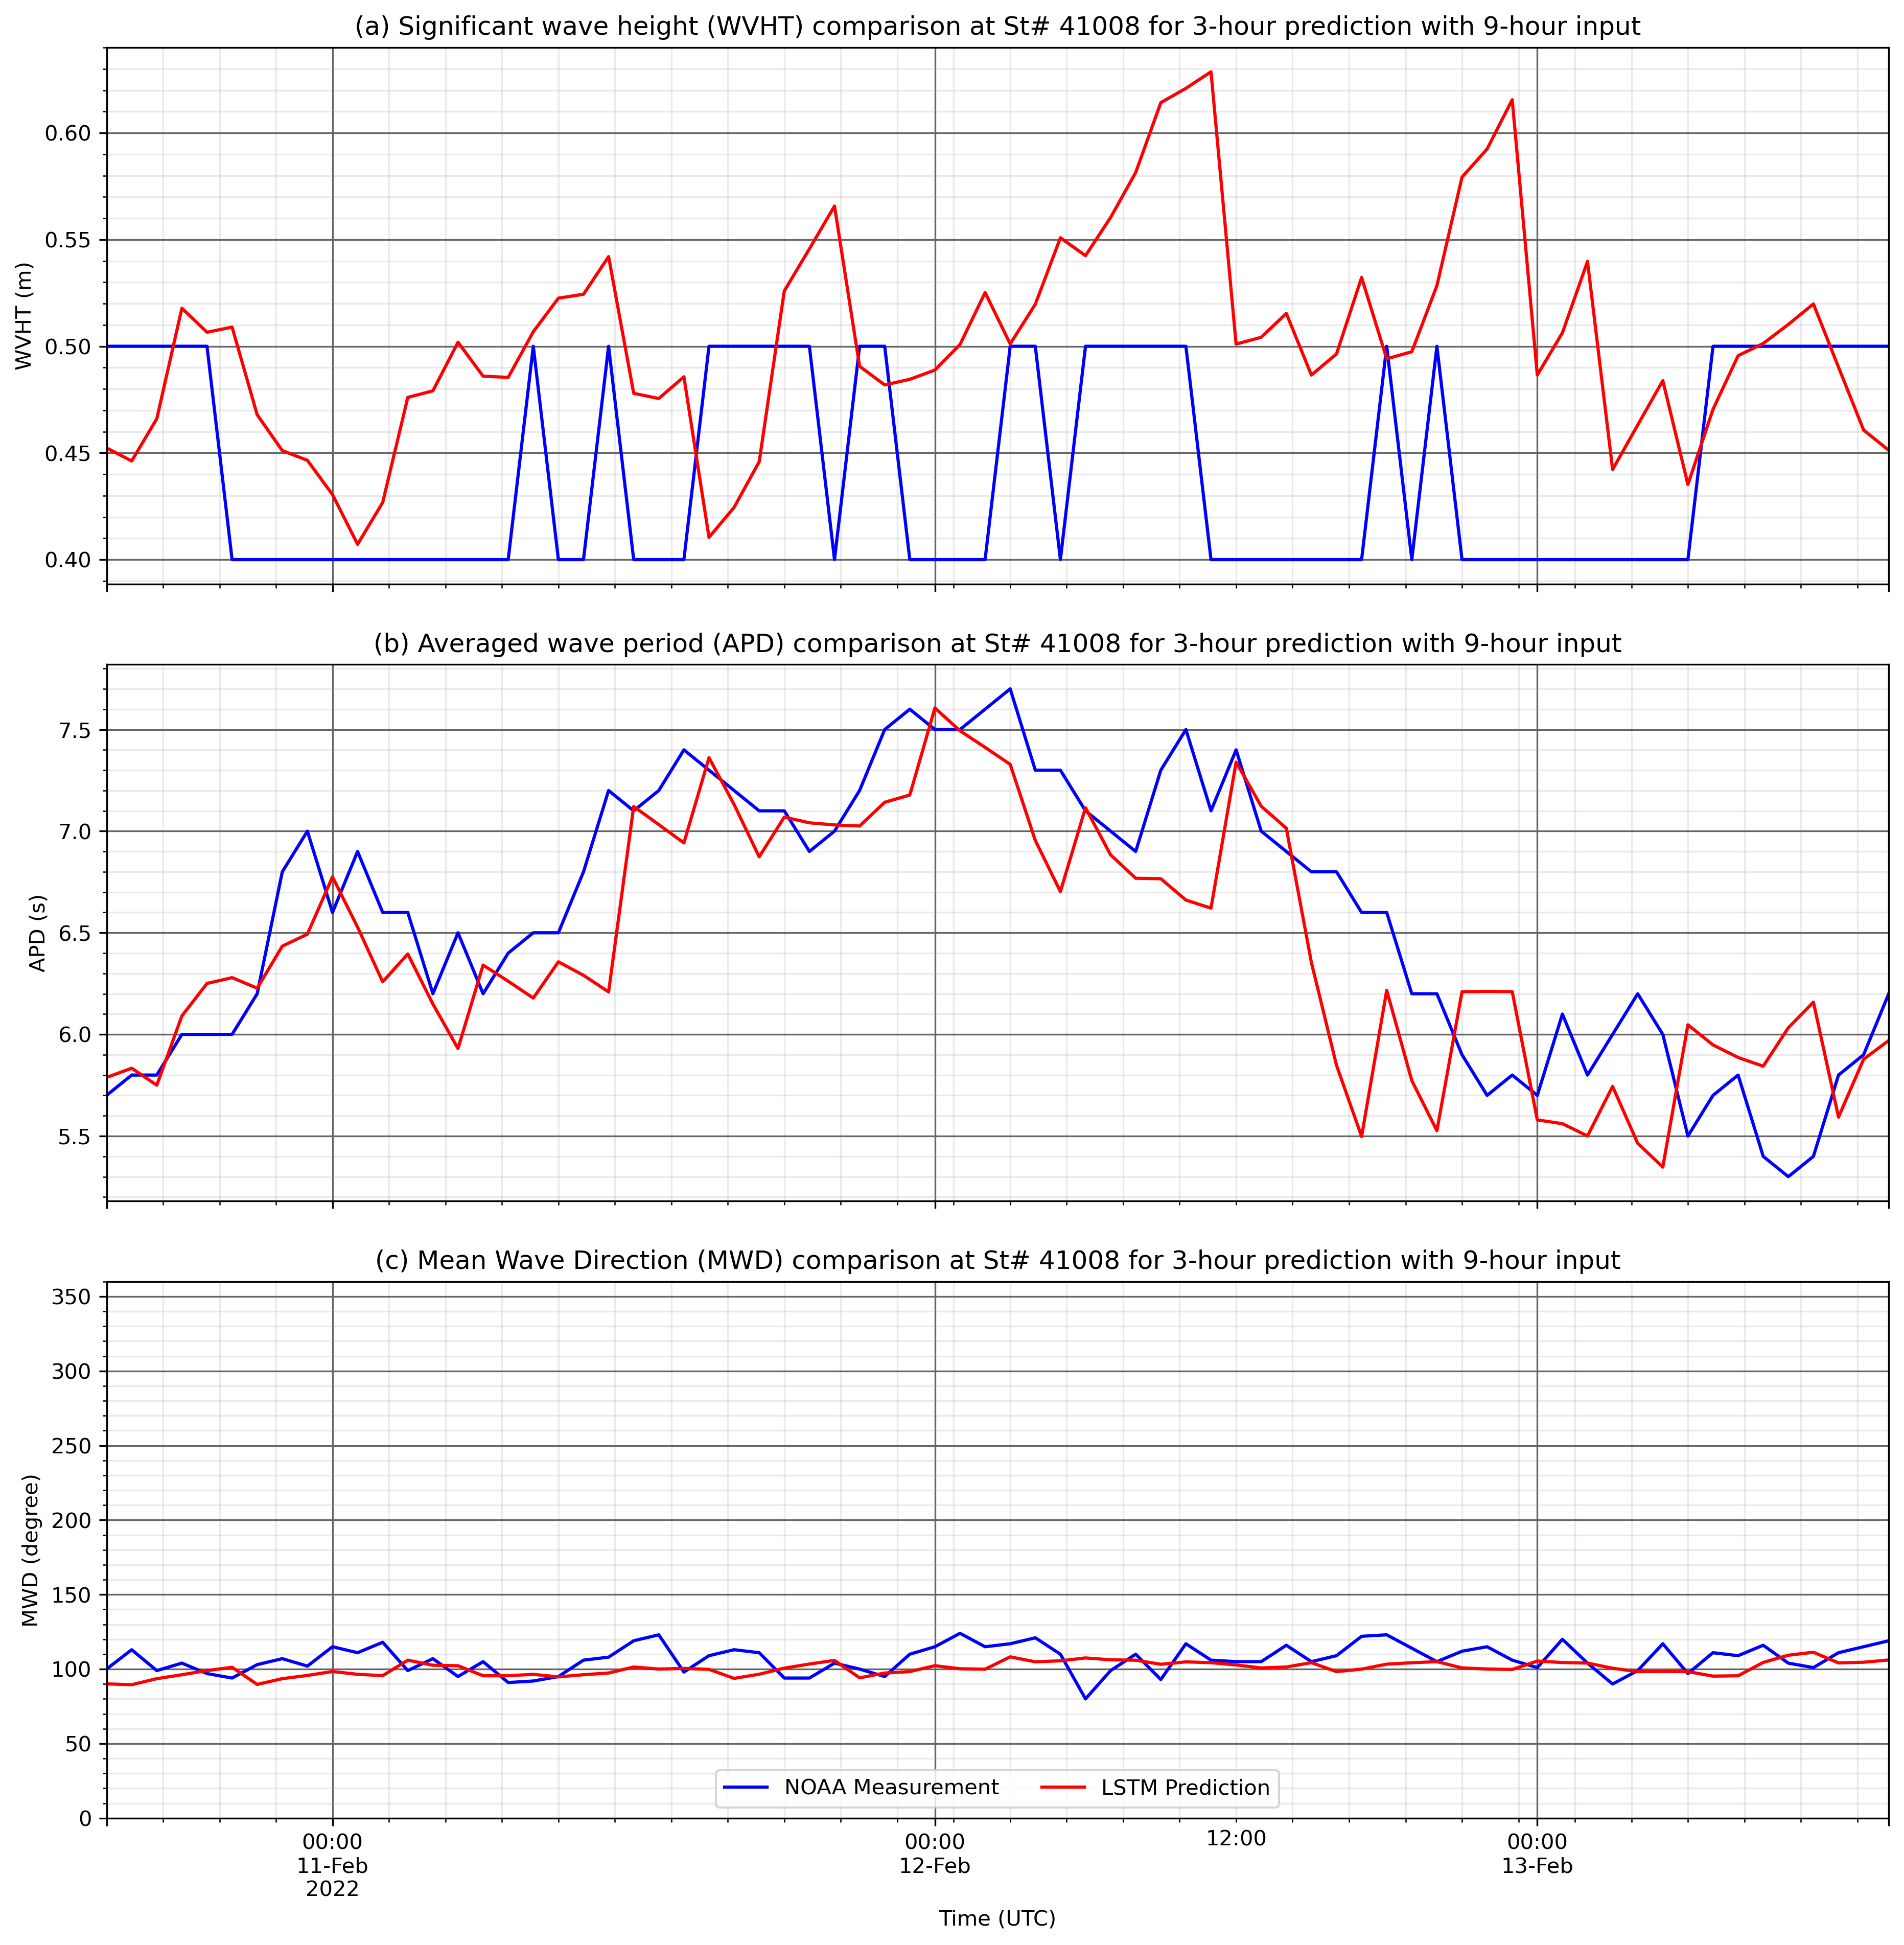 (a) Significant wave height (WVHT) comparison at St# 41008 for 3-hour prediction with 9-hour input
0.60
0.55
0.50
0.45
0.40
WVHT (m)
(b) Averaged wave period (APD) comparison at St# 41008 for 3-hour prediction with 9-hour input
7.5
7.0
6.5
6.0
5.5
APD (s)
(c) Mean Wave Direction (MWD) comparison at St# 41008 for 3-hour prediction with 9-hour input
350
300
250
200
150
100
50
0
MWD (degree)
NOAA Measurement LSTM Prediction
00:00 00:00 12:00 00:00
11-Feb 12-Feb 13-Feb
2022
Time (UTC)